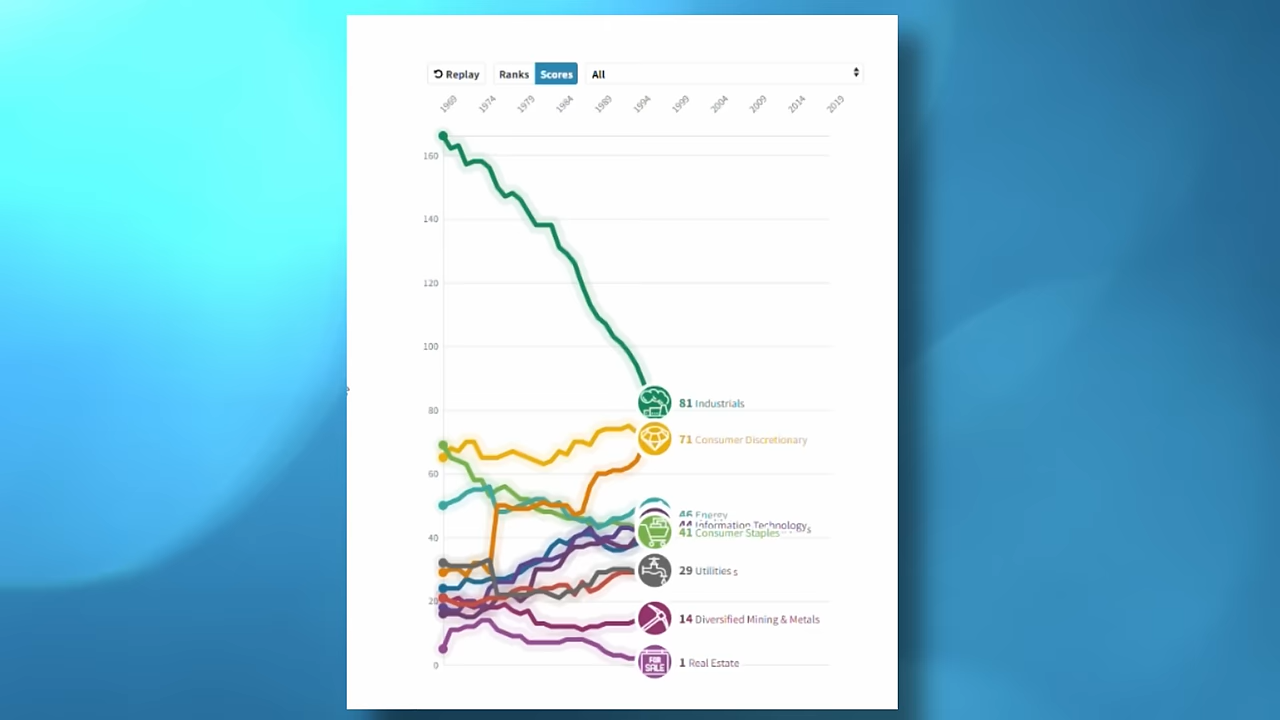 Replay Ranks Scores All
1969 1974 1979 1984 1989 1994 1999 2004 2009 2014 2019
160
140
120
100
81 Industrials
80
71 Consumer Discretionary
60
46 Energy
44 Information Technology
41 Consumer Staples
40
29 Utilities
20
14 Diversified Mining & Metals
FOR SALE
1 Real Estate
0